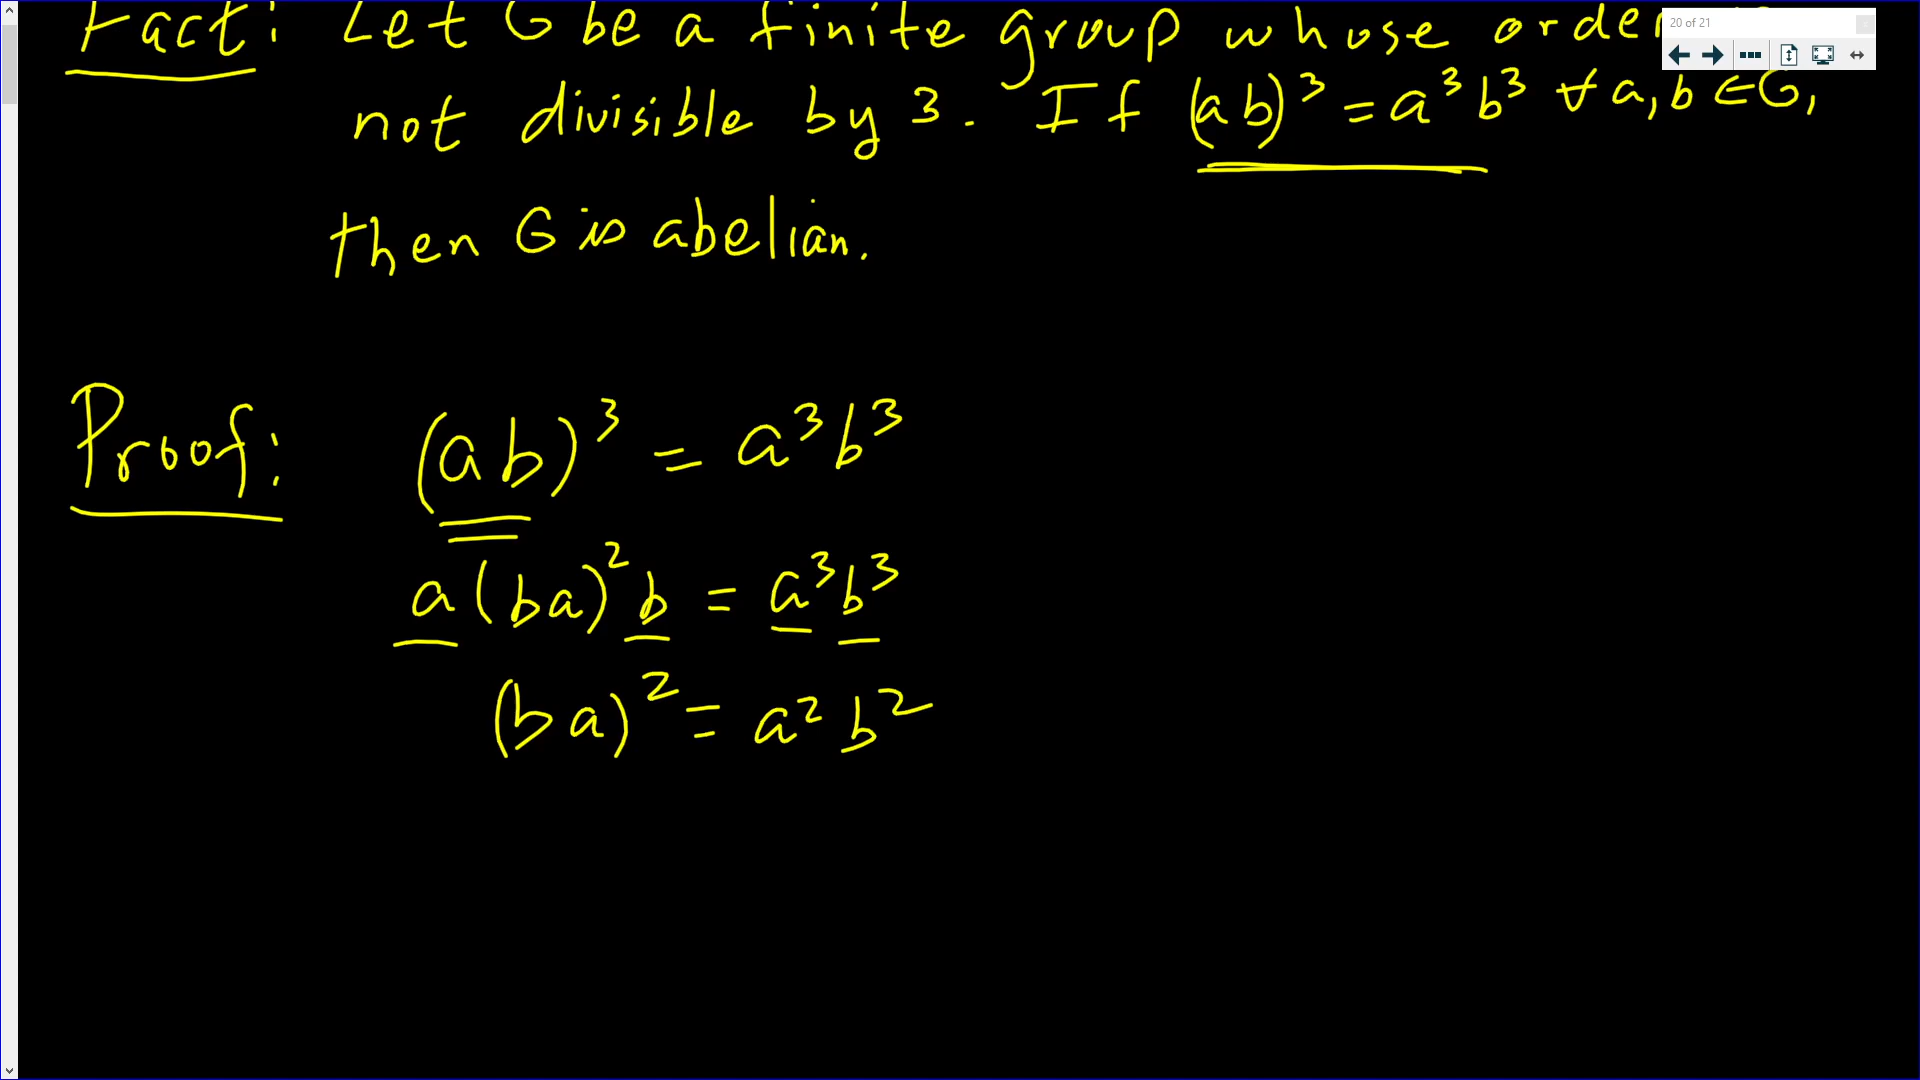 Fact: Let G be a finite group whose order
20 of 21
not divisible by 3. If (ab)³ = a³b³ ∀ a, b ∈ G,
then G is abelian.
Proof: (ab)³ = a³b³
a(ba)²b = a³b³
(ba)² = a²b²